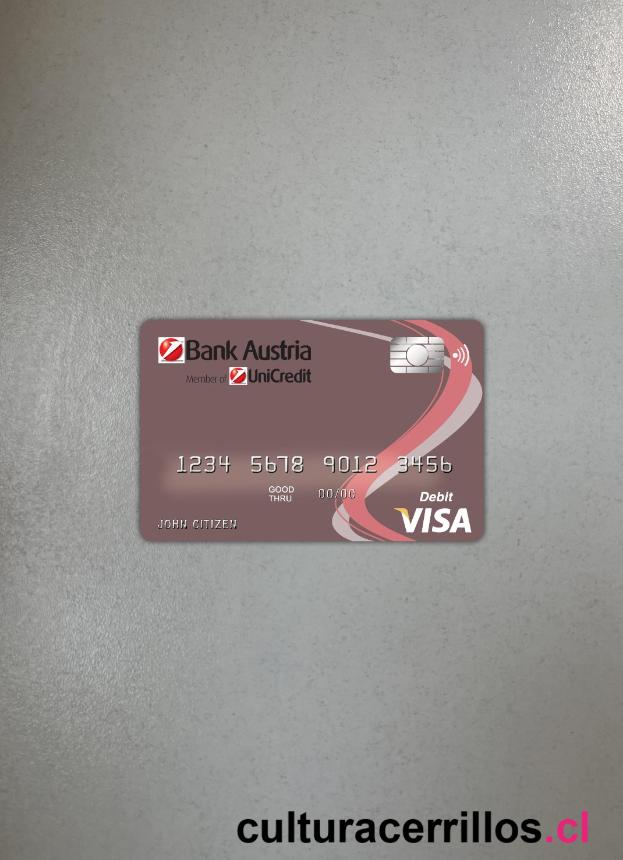 Bank Austria
Member of UniCredit
1234 5678 9012 3456
GOOD
THRU 00/00
Debit
JOHN CITIZEN
VISA
culturacerrillos.cl